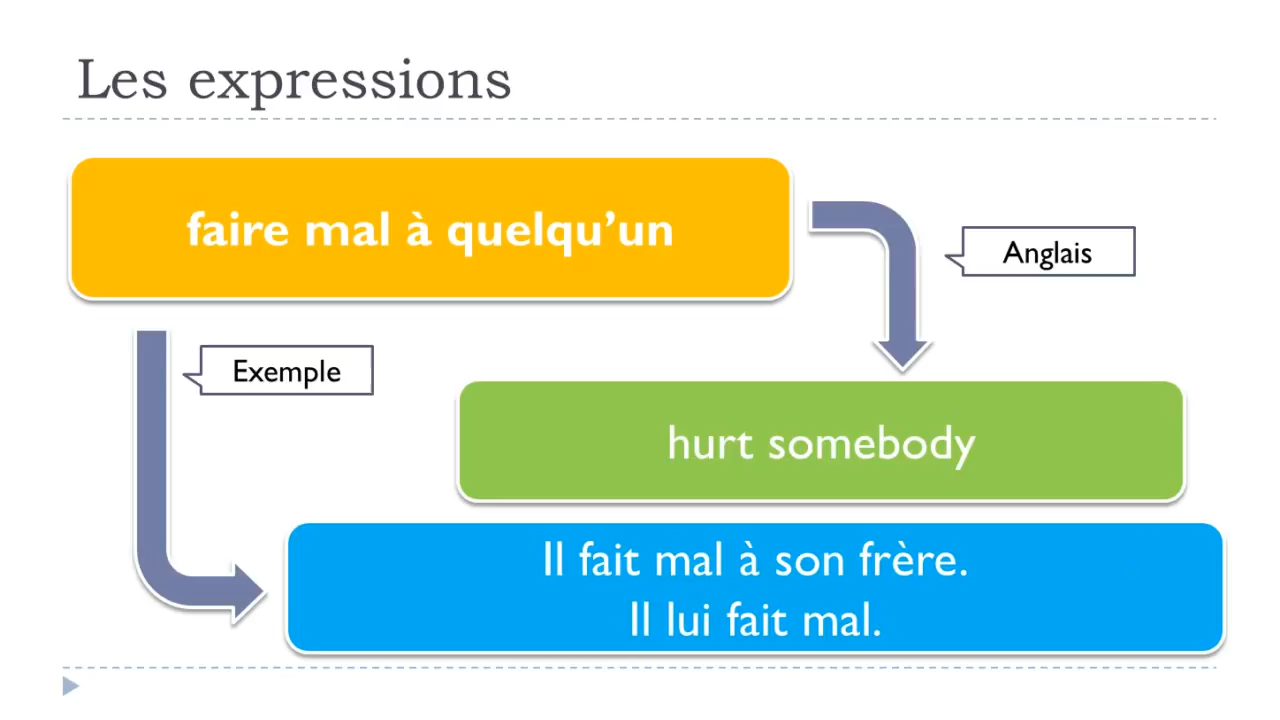 Les expressions
faire mal à quelqu’un
Anglais
Exemple
hurt somebody
Il fait mal à son frère.
Il lui fait mal.